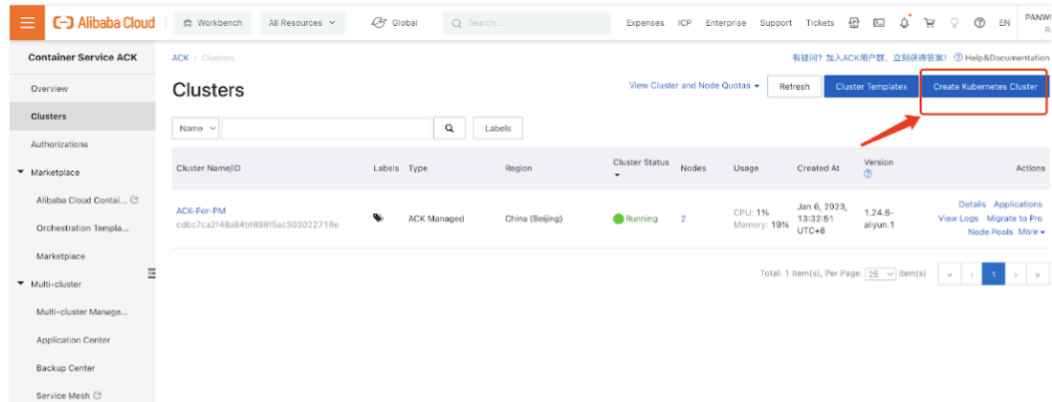 Alibaba Cloud Workbench All Resources Global Search... Expenses ICP Enterprise Support Tickets EN
Container Service ACK
Overview
Clusters
Authorizations
Marketplace
Alibaba Cloud Contai...
Orchestration Templa...
Marketplace
Multi-cluster
Multi-cluster Manage...
Application Center
Backup Center
Service Mesh
ACK / Clusters
有疑问? 加入ACK用户群，立刻获得答案! Help&Documentation
Clusters
View Cluster and Node Quotas Refresh Cluster Templates Create Kubernetes Cluster
Name Labels
Cluster Name/ID Labels Type Region Cluster Status Nodes Usage Created At Version Actions
ACK-For-PM
ACK Managed China (Beijing) Running 2
CPU: 1%
Memory: 19%
Jan 6, 2023,
13:32:51
UTC+8
1.24.6-
aliyun.1
Details Applications
View Logs Migrate to Pro
Node Pools More
Total: 1 item(s), Per Page: 25 item(s) « ‹ 1 › »